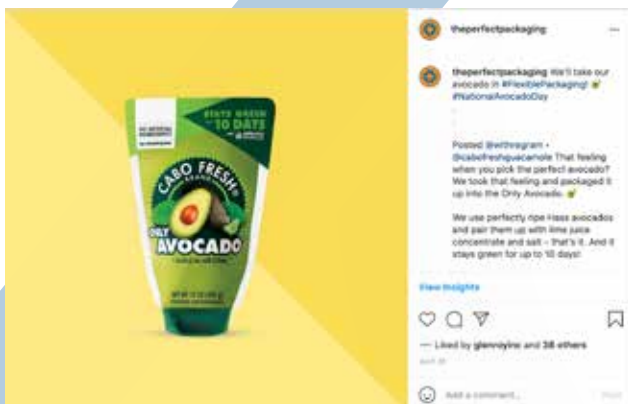 theperfectpackaging
theperfectpackaging We'll take our
avocado in #FlexiblePackaging!
#NationalAvocadoDay
Posted @withregram •
@cabofreshguacamole That feeling
when you pick the perfect avocado?
We took that feeling and packaged it
up into the Only Avocado.
We use perfectly ripe Hass avocados
and pair them up with lime juice
concentrate and salt – that's it. And it
stays green for up to 10 days!
View Insights
Liked by glennoyinc and 38 others
Add a comment...
STAYS GREEN
10 DAYS
CABO FRESH
ONLY
AVOCADO